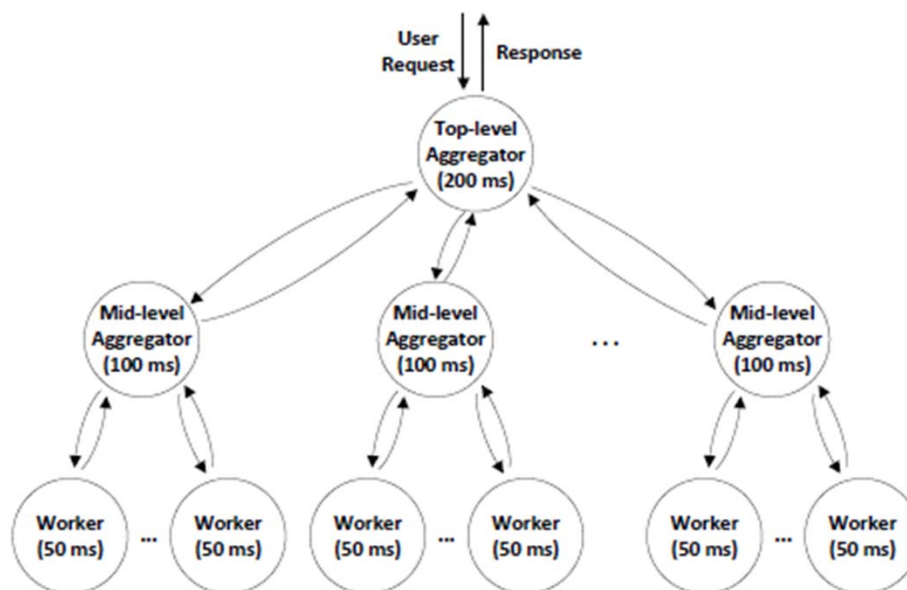 User
Request
Response
Top-level
Aggregator
(200 ms)
Mid-level
Aggregator
(100 ms)
Mid-level
Aggregator
(100 ms)
...
Mid-level
Aggregator
(100 ms)
Worker
(50 ms)
...
Worker
(50 ms)
Worker
(50 ms)
...
Worker
(50 ms)
Worker
(50 ms)
...
Worker
(50 ms)